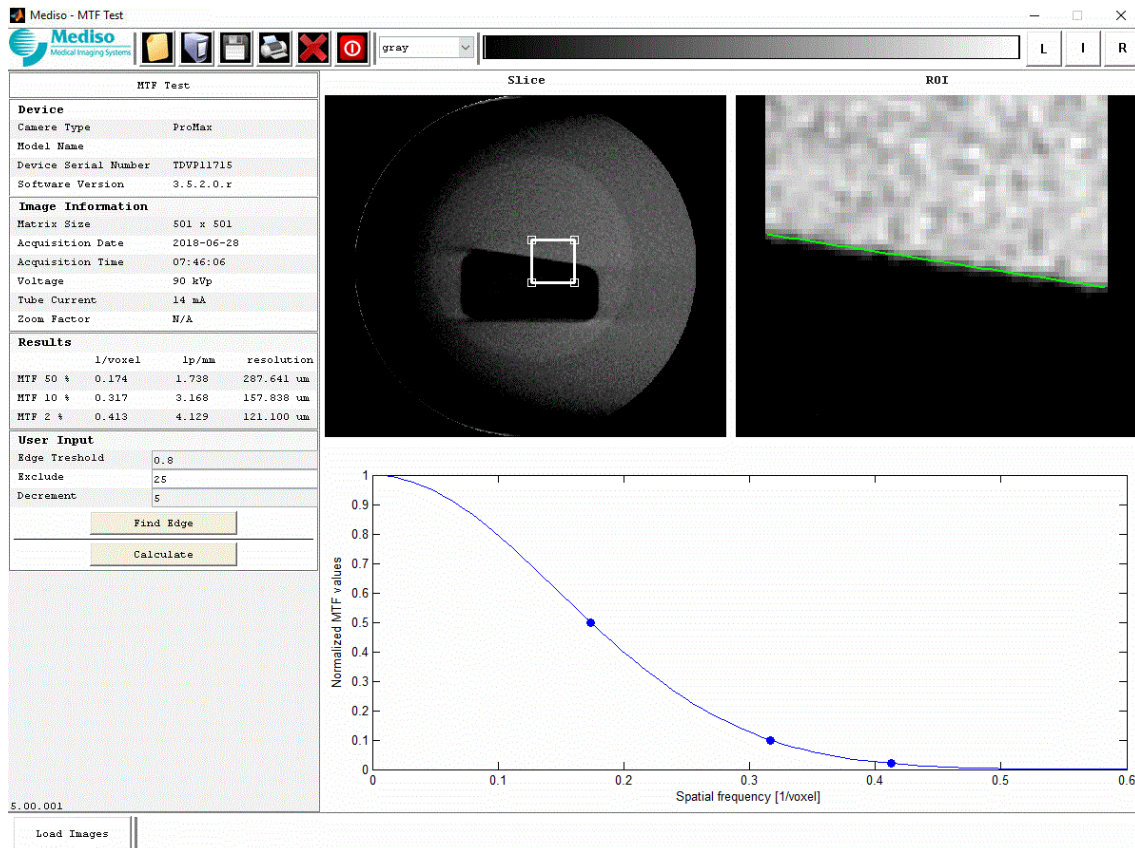 Mediso - MTF Test
Mediso
Medical Imaging Systems
gray
L I R
MTF Test
Slice
ROI
Device
Camere Type ProMax
Model Name
Device Serial Number TDVP11715
Software Version 3.5.2.0.r
Image Information
Matrix Size 501 x 501
Acquisition Date 2018-06-28
Acquisition Time 07:46:06
Voltage 90 kVp
Tube Current 14 mA
Zoom Factor N/A
Results
1/voxel lp/mm resolution
MTF 50 % 0.174 1.738 287.641 um
MTF 10 % 0.317 3.168 157.838 um
MTF 2 % 0.413 4.129 121.100 um
User Input
Edge Treshold 0.8
Exclude 25
Decrement 5
Find Edge
Calculate
1
0.9
0.8
0.7
0.6
0.5
0.4
0.3
0.2
0.1
0
Normalized MTF values
0 0.1 0.2 0.3 0.4 0.5 0.6
Spatial frequency [1/voxel]
5.00.001
Load Images